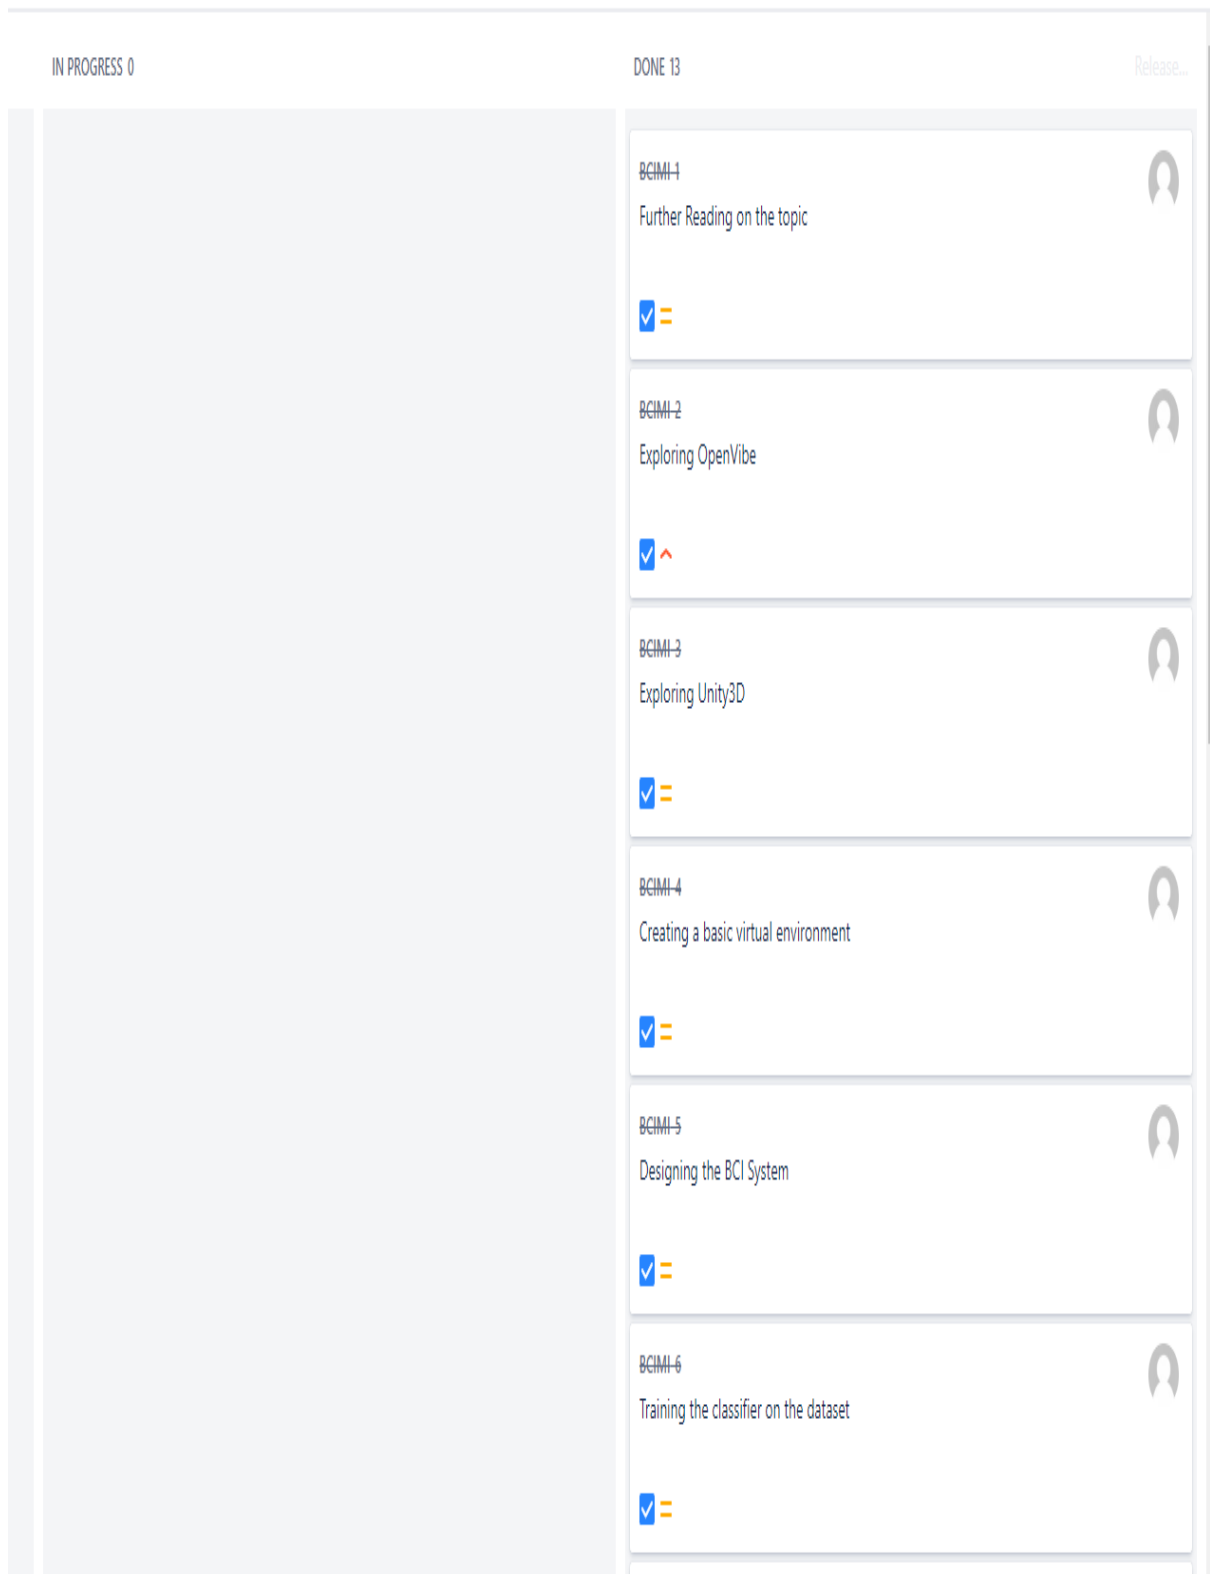 IN PROGRESS 0
DONE 13
Release...
BCIMI-1
Further Reading on the topic
BCIMI-2
Exploring OpenVibe
BCIMI-3
Exploring Unity3D
BCIMI-4
Creating a basic virtual environment
BCIMI-5
Designing the BCI System
BCIMI-6
Training the classifier on the dataset